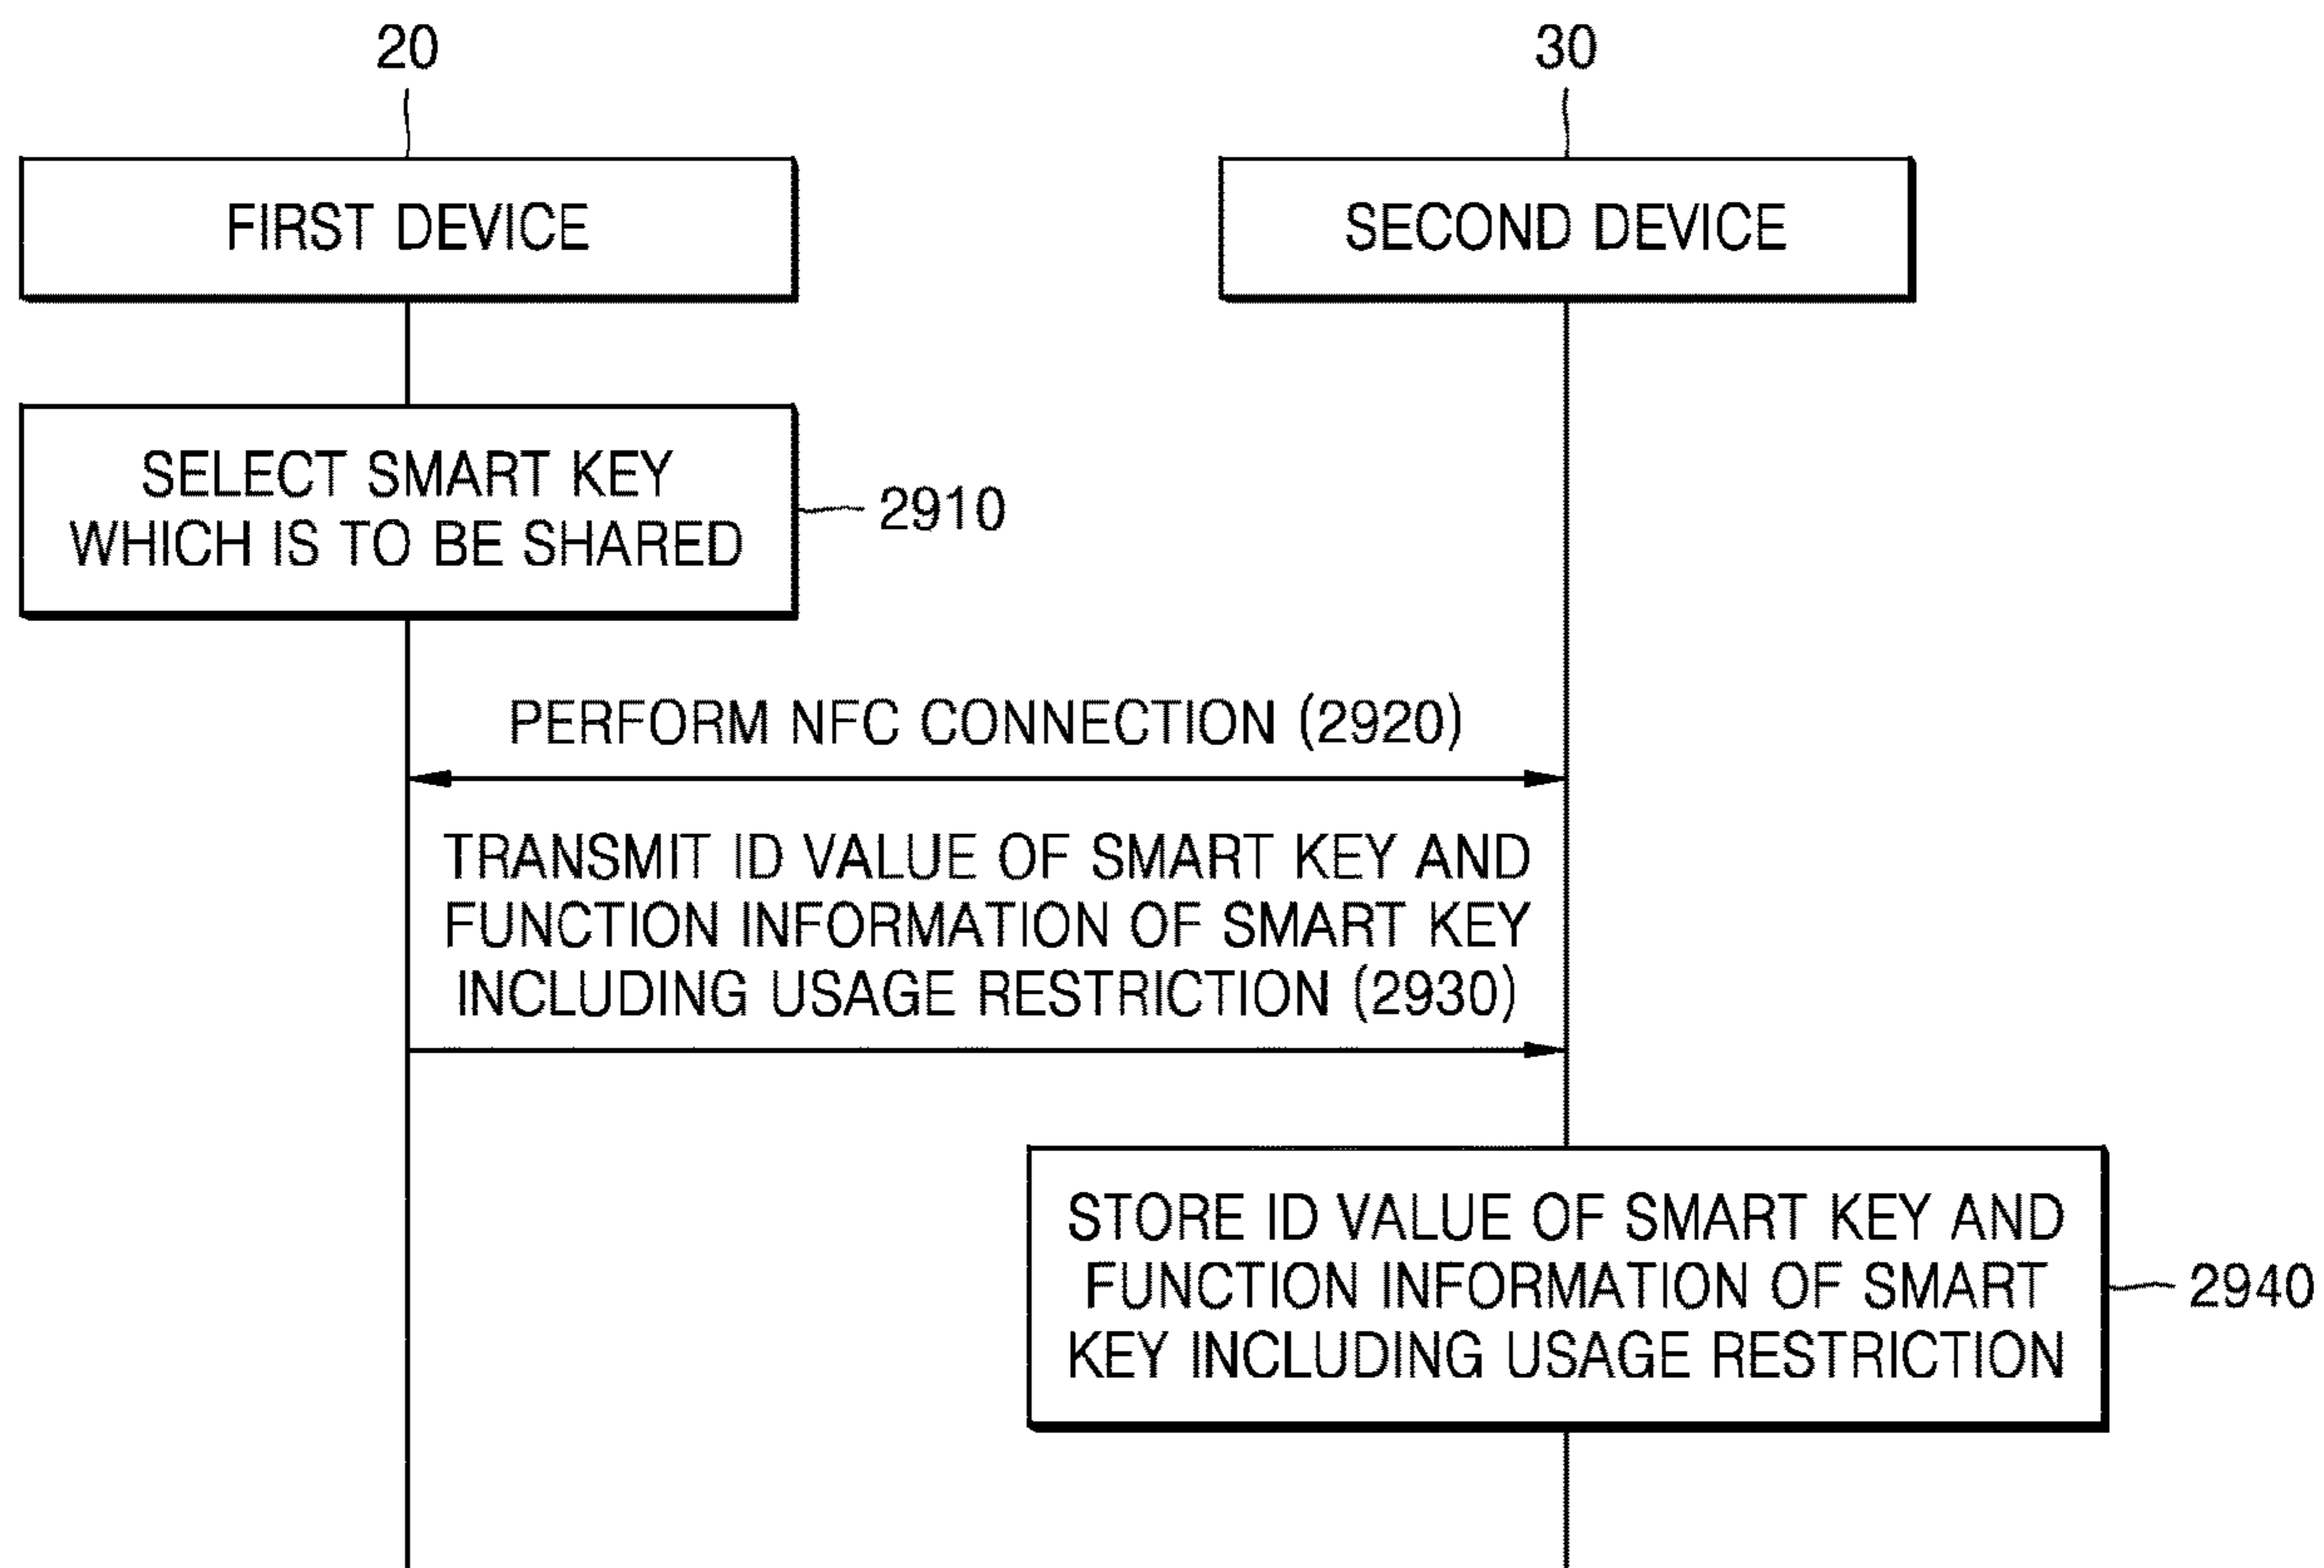 20
30
FIRST DEVICE
SECOND DEVICE
SELECT SMART KEY
WHICH IS TO BE SHARED
2910
PERFORM NFC CONNECTION (2920)
TRANSMIT ID VALUE OF SMART KEY AND
FUNCTION INFORMATION OF SMART KEY
INCLUDING USAGE RESTRICTION (2930)
STORE ID VALUE OF SMART KEY AND
FUNCTION INFORMATION OF SMART
KEY INCLUDING USAGE RESTRICTION
2940